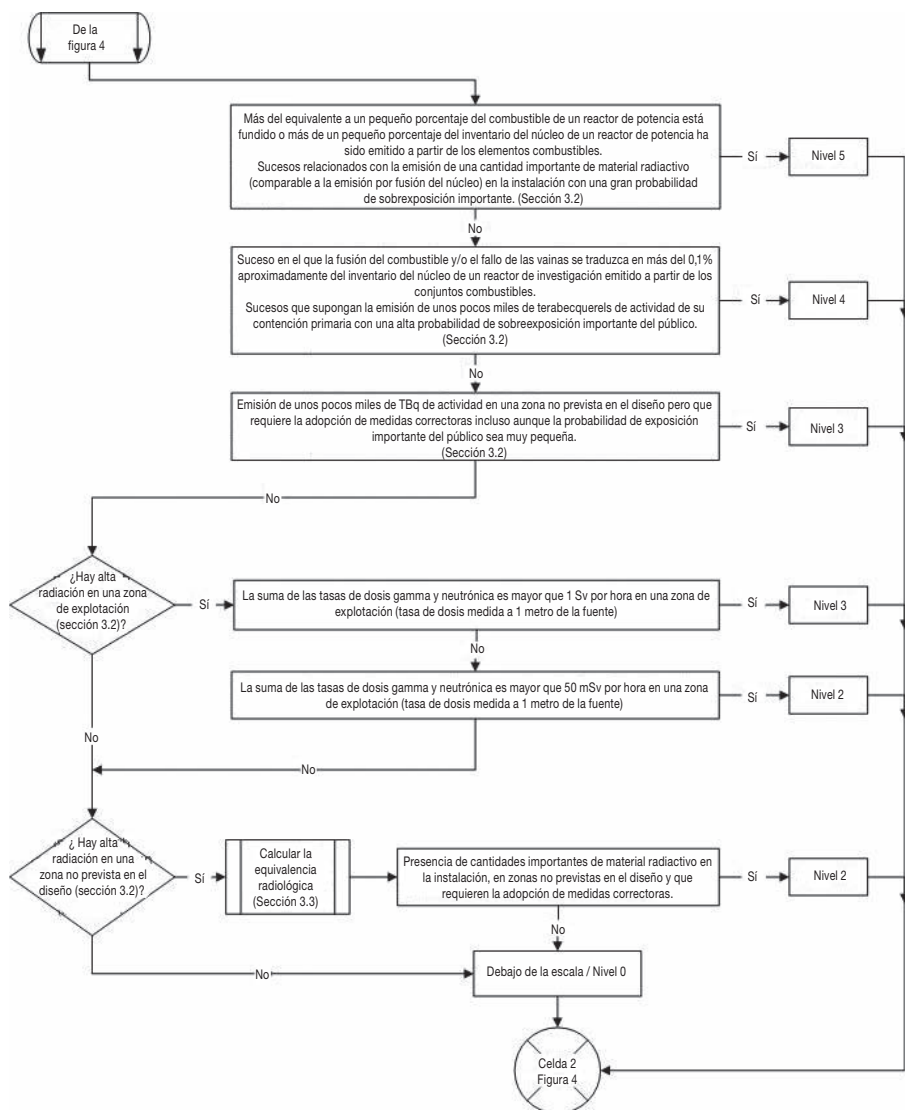 De la
figura 4
Más del equivalente a un pequeño porcentaje del combustible de un reactor de potencia está
fundido o más de un pequeño porcentaje del inventario del núcleo de un reactor de potencia ha
sido emitido a partir de los elementos combustibles.
Sucesos relacionados con la emisión de una cantidad importante de material radiactivo
(comparable a la emisión por fusión del núcleo) en la instalación con una gran probabilidad
de sobrexposición importante. (Sección 3.2)
Sí
Nivel 5
No
Suceso en el que la fusión del combustible y/o el fallo de las vainas se traduzca en más del 0,1%
aproximadamente del inventario del núcleo de un reactor de investigación emitido a partir de los
conjuntos combustibles.
Sucesos que supongan la emisión de unos pocos miles de terabecquerels de actividad de su
contención primaria con una alta probabilidad de sobreexposición importante del público.
(Sección 3.2)
Sí
Nivel 4
No
Emisión de unos pocos miles de TBq de actividad en una zona no prevista en el diseño pero que
requiere la adopción de medidas correctoras incluso aunque la probabilidad de exposición
importante del público sea muy pequeña.
(Sección 3.2)
Sí
Nivel 3
No
¿Hay alta
radiación en una zona
de explotación
(sección 3.2)?
Sí
La suma de las tasas de dosis gamma y neutrónica es mayor que 1 Sv por hora en una zona de
explotación (tasa de dosis medida a 1 metro de la fuente)
Sí
Nivel 3
No
La suma de las tasas de dosis gamma y neutrónica es mayor que 50 mSv por hora en una zona
de explotación (tasa de dosis medida a 1 metro de la fuente)
Sí
Nivel 2
No
No
¿ Hay alta
radiación en una
zona no prevista en el
diseño (sección 3.2)?
Sí
Calcular la
equivalencia
radiológica
(Sección 3.3)
Presencia de cantidades importantes de material radiactivo en
la instalación, en zonas no previstas en el diseño y que
requieren la adopción de medidas correctoras.
Sí
Nivel 2
No
No
Debajo de la escala / Nivel 0
Celda 2
Figura 4